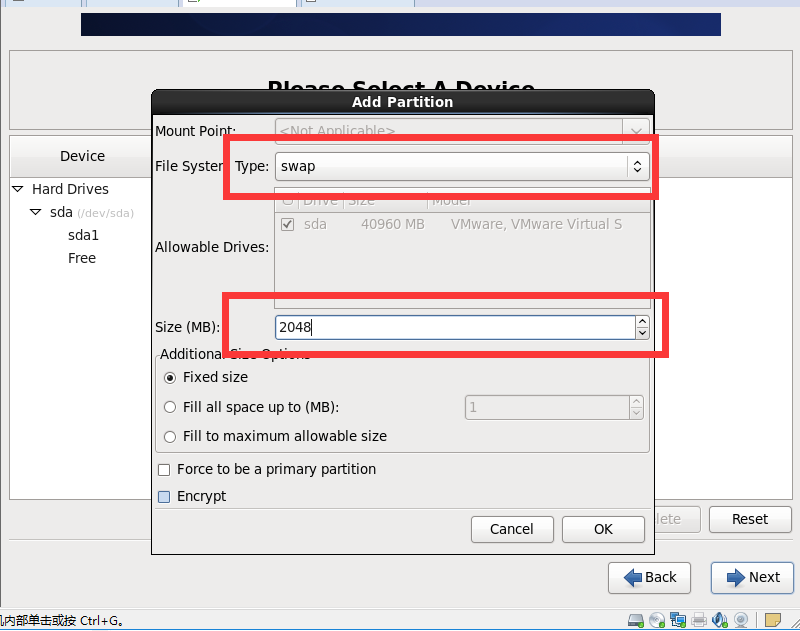 Please Select A Device
Add Partition
Mount Point:
<Not Applicable>
File System Type:
swap
Device
Drive
Size
Model
Hard Drives
sda (/dev/sda)
sda
40960 MB
VMware, VMware Virtual S
sda1
Allowable Drives:
Free
Size (MB):
2048
Additional Size Options
Fixed size
Fill all space up to (MB):
1
Fill to maximum allowable size
Force to be a primary partition
Encrypt
Cancel
OK
Reset
Back
Next
内部单击或按 Ctrl+G。